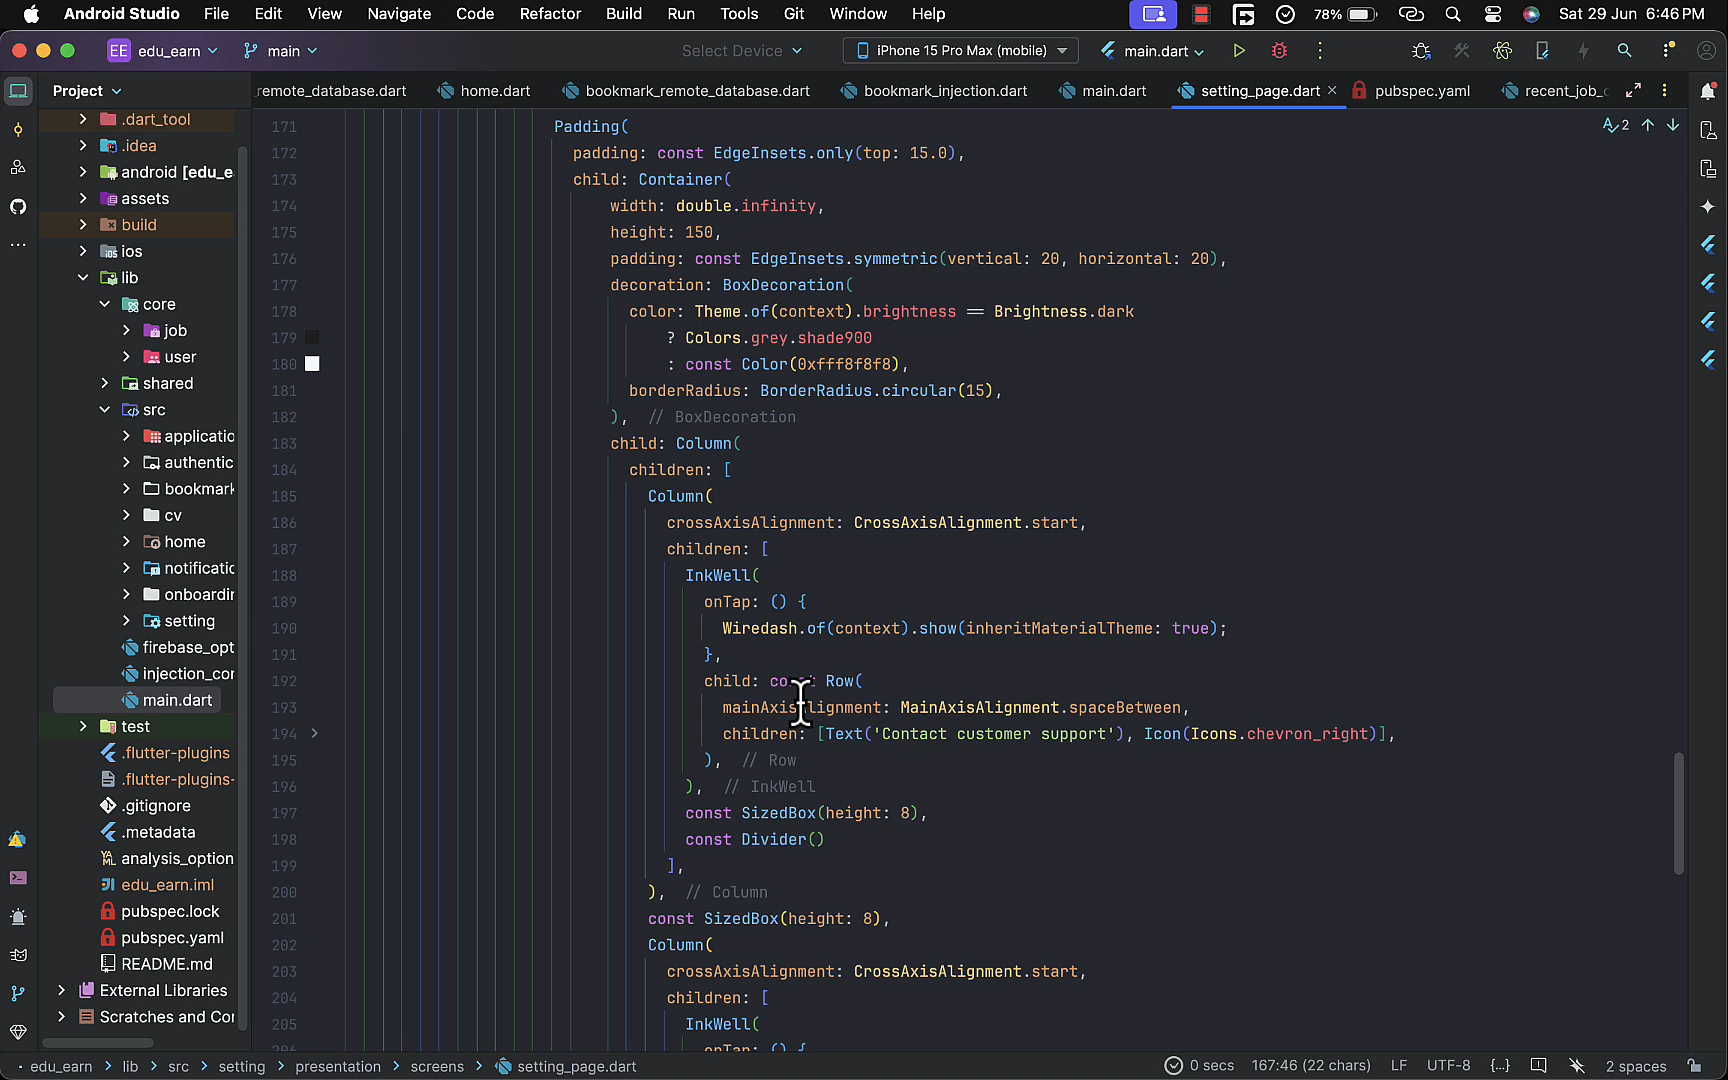 Android Studio File Edit View Navigate Code Refactor Build Run Tools Git Window Help 78% Sat 29 Jun 6:46 PM
EE edu_earn main Select Device iPhone 15 Pro Max (mobile) main.dart
Project
remote_database.dart home.dart bookmark_remote_database.dart bookmark_injection.dart main.dart setting_page.dart pubspec.yaml recent_job_
.dart_tool
.idea
android [edu_e
assets
build
ios
lib
core
job
user
shared
src
applicatio
authentic
bookmark
cv
home
notificatio
onboardin
setting
firebase_opt
injection_con
main.dart
test
.flutter-plugins
.flutter-plugins-
.gitignore
.metadata
analysis_option
edu_earn.iml
pubspec.lock
pubspec.yaml
README.md
External Libraries
Scratches and Con
2
171 Padding(
172 padding: const EdgeInsets.only(top: 15.0),
173 child: Container(
174 width: double.infinity,
175 height: 150,
176 padding: const EdgeInsets.symmetric(vertical: 20, horizontal: 20),
177 decoration: BoxDecoration(
178 color: Theme.of(context).brightness == Brightness.dark
179 ? Colors.grey.shade900
180 : const Color(0xfff8f8f8),
181 borderRadius: BorderRadius.circular(15),
182 ), // BoxDecoration
183 child: Column(
184 children: [
185 Column(
186 crossAxisAlignment: CrossAxisAlignment.start,
187 children: [
188 InkWell(
189 onTap: () {
190 Wiredash.of(context).show(inheritMaterialTheme: true);
191 },
192 child: const Row(
193 mainAxisAlignment: MainAxisAlignment.spaceBetween,
194 children: [Text('Contact customer support'), Icon(Icons.chevron_right)],
195 ), // Row
196 ), // InkWell
197 const SizedBox(height: 8),
198 const Divider()
199 ],
200 ), // Column
201 const SizedBox(height: 8),
202 Column(
203 crossAxisAlignment: CrossAxisAlignment.start,
204 children: [
205 InkWell(
206 onTap: () {
edu_earn > lib > src > setting > presentation > screens > setting_page.dart 0 secs 167:46 (22 chars) LF UTF-8 {..} 2 spaces